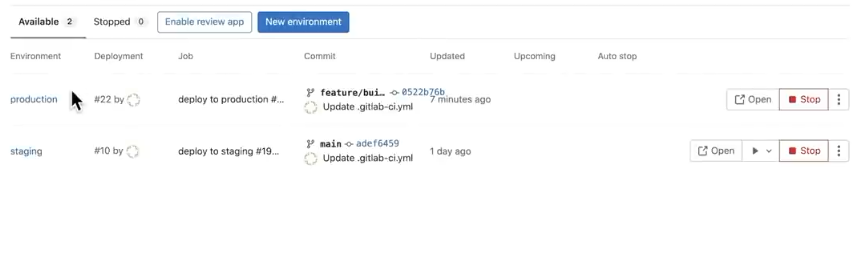 Available 2 Stopped 0 Enable review app New environment
Environment Deployment Job Commit Updated Upcoming Auto stop
production #22 by deploy to production #... feature/bui... 0522b76b 7 minutes ago Open Stop
Update .gitlab-ci.yml
staging #10 by deploy to staging #19... main adef6459 1 day ago Open Stop
Update .gitlab-ci.yml